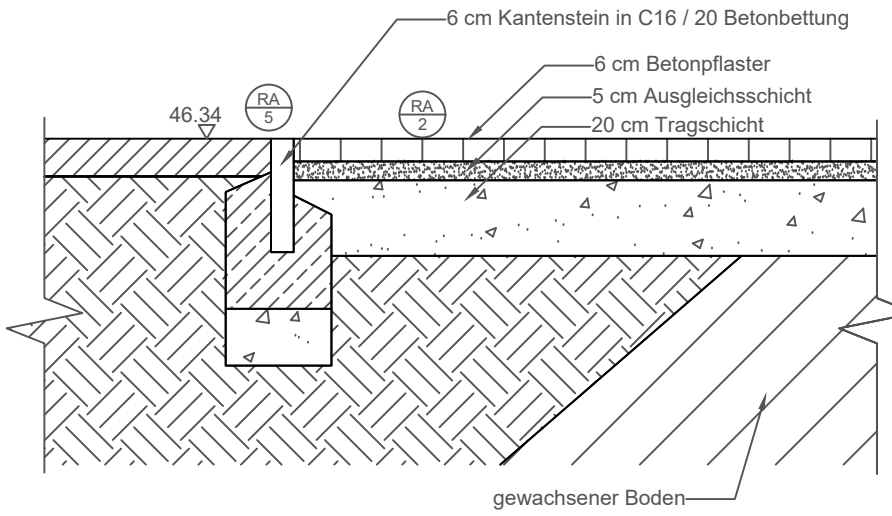 6 cm Kantenstein in C16 / 20 Betonbettung
6 cm Betonpflaster
5 cm Ausgleichsschicht
20 cm Tragschicht
46.34
RA
5
RA
2
gewachsener Boden